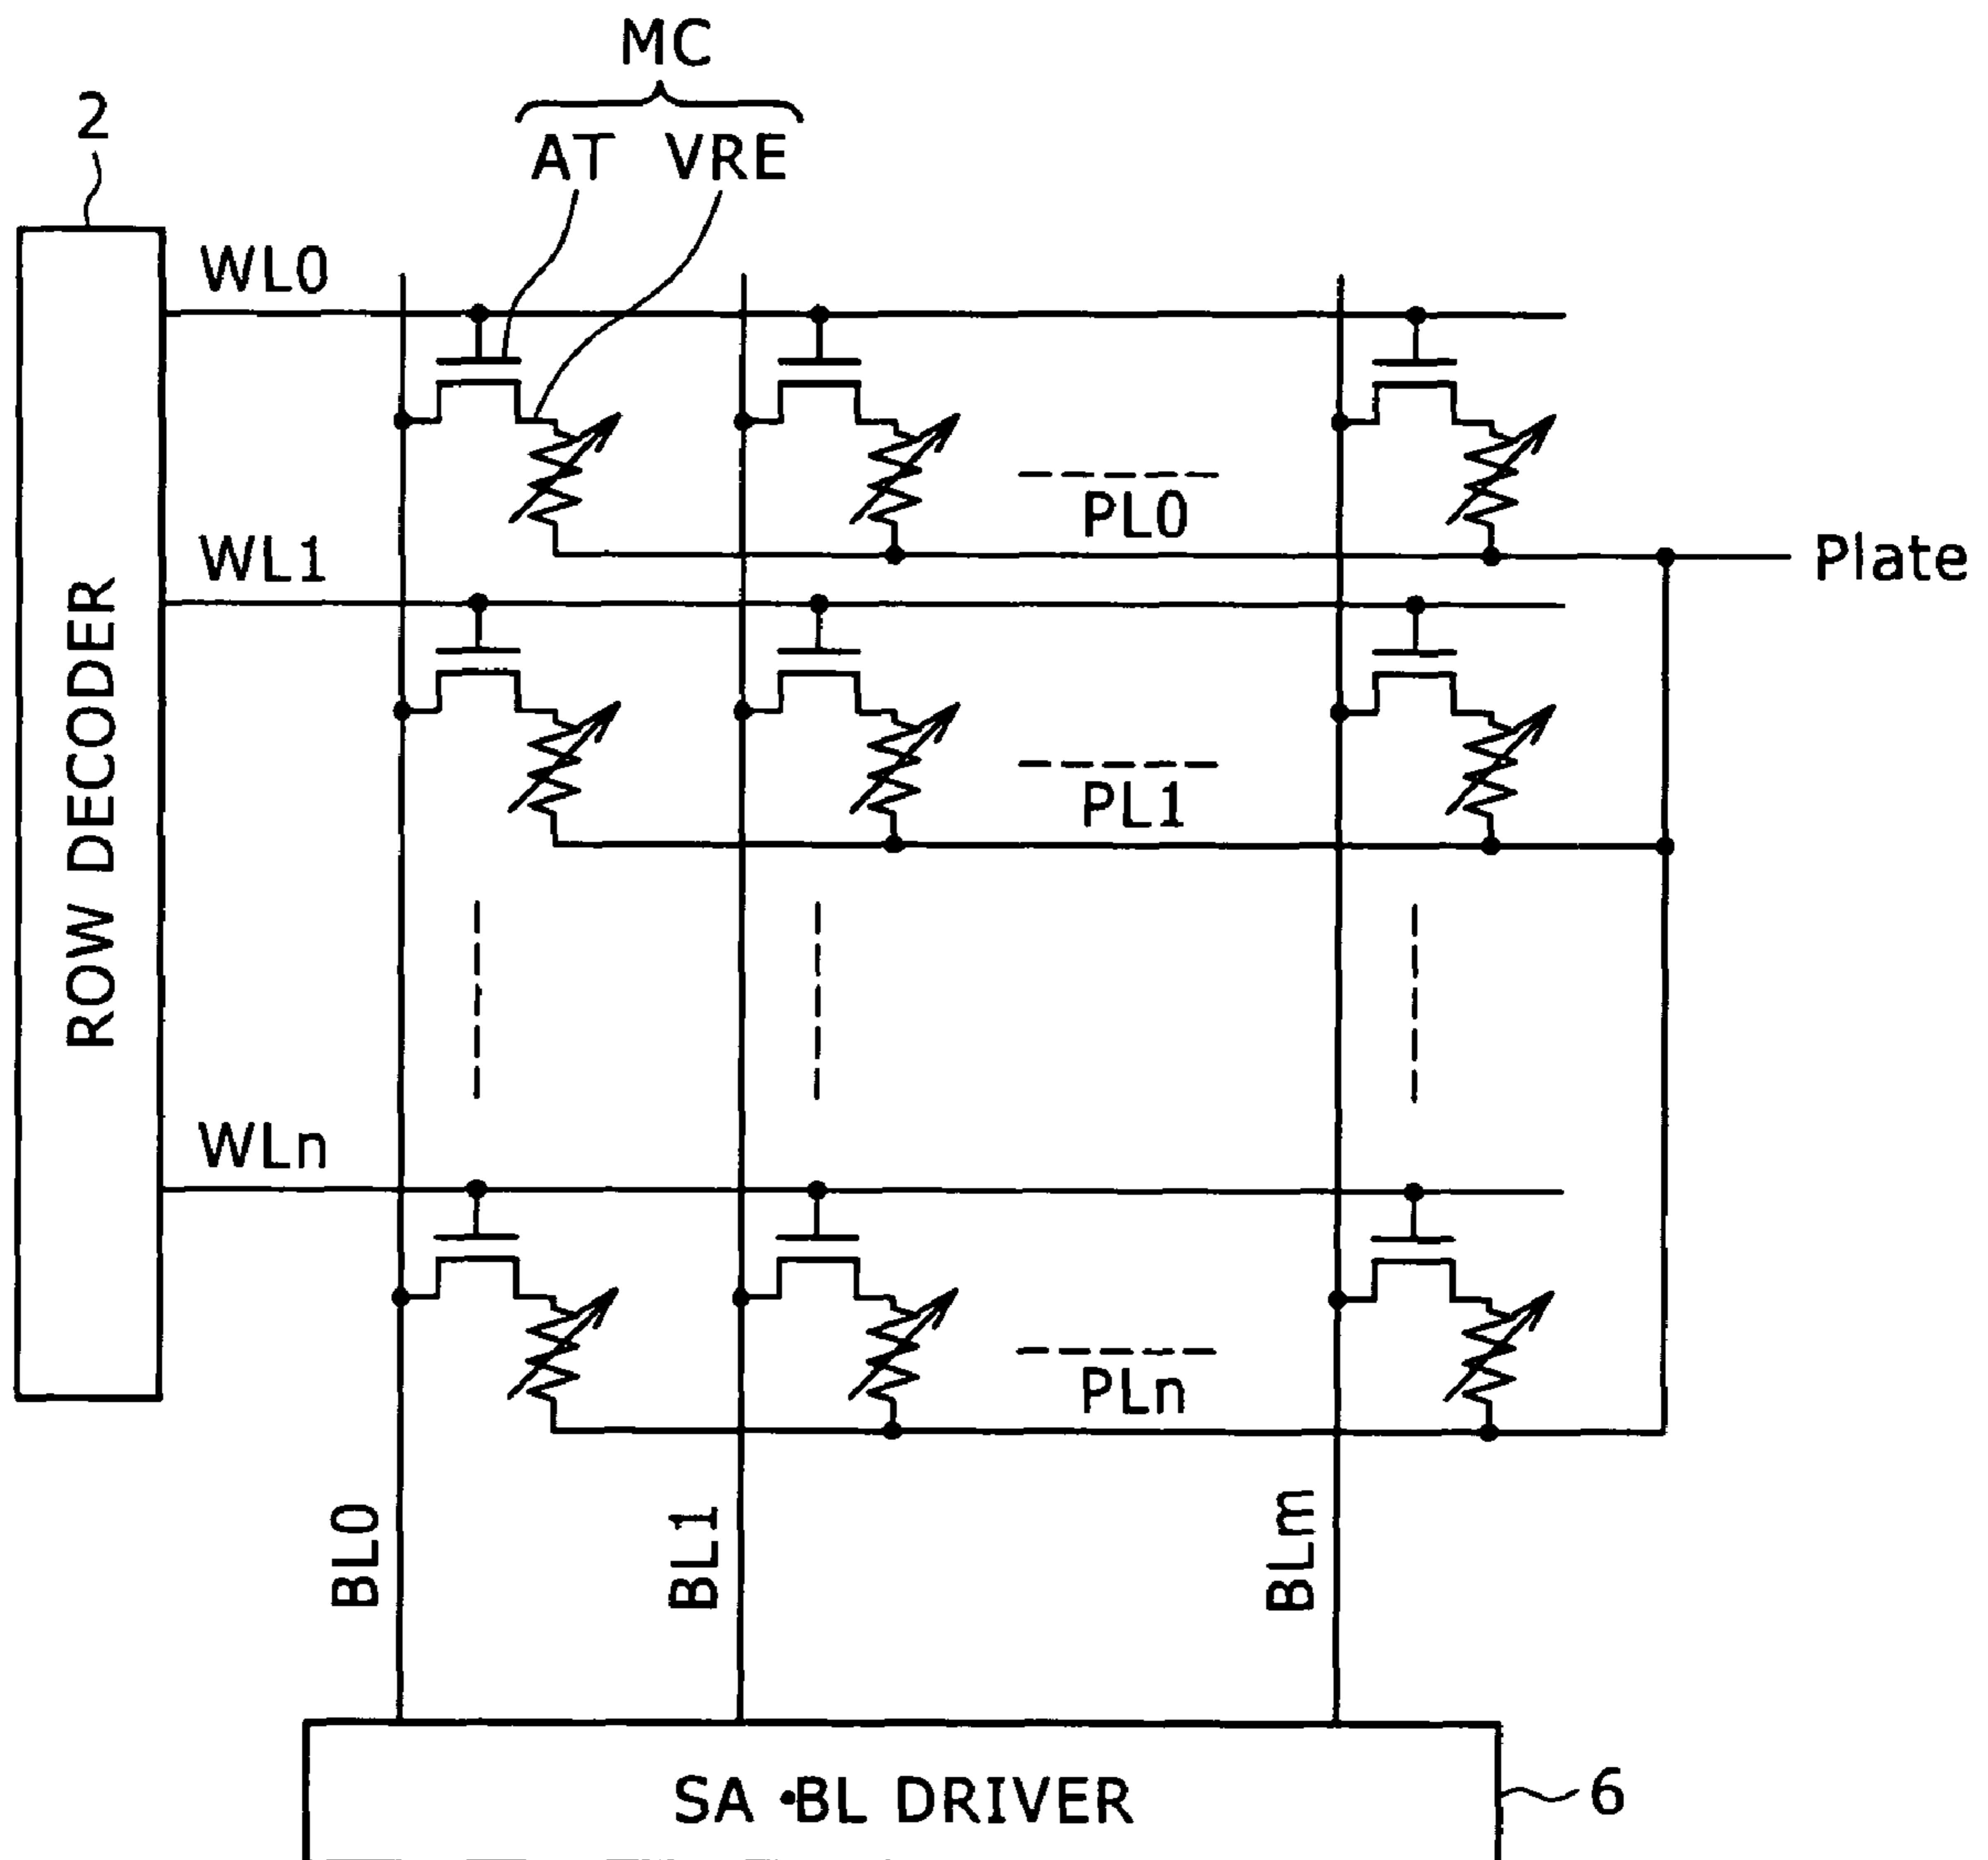 MC
2
AT VRE
WL0
PL0
WL1
Plate
ROW DECODER
PL1
WLn
PLn
BL0
BL1
BLm
SA •BL DRIVER
6